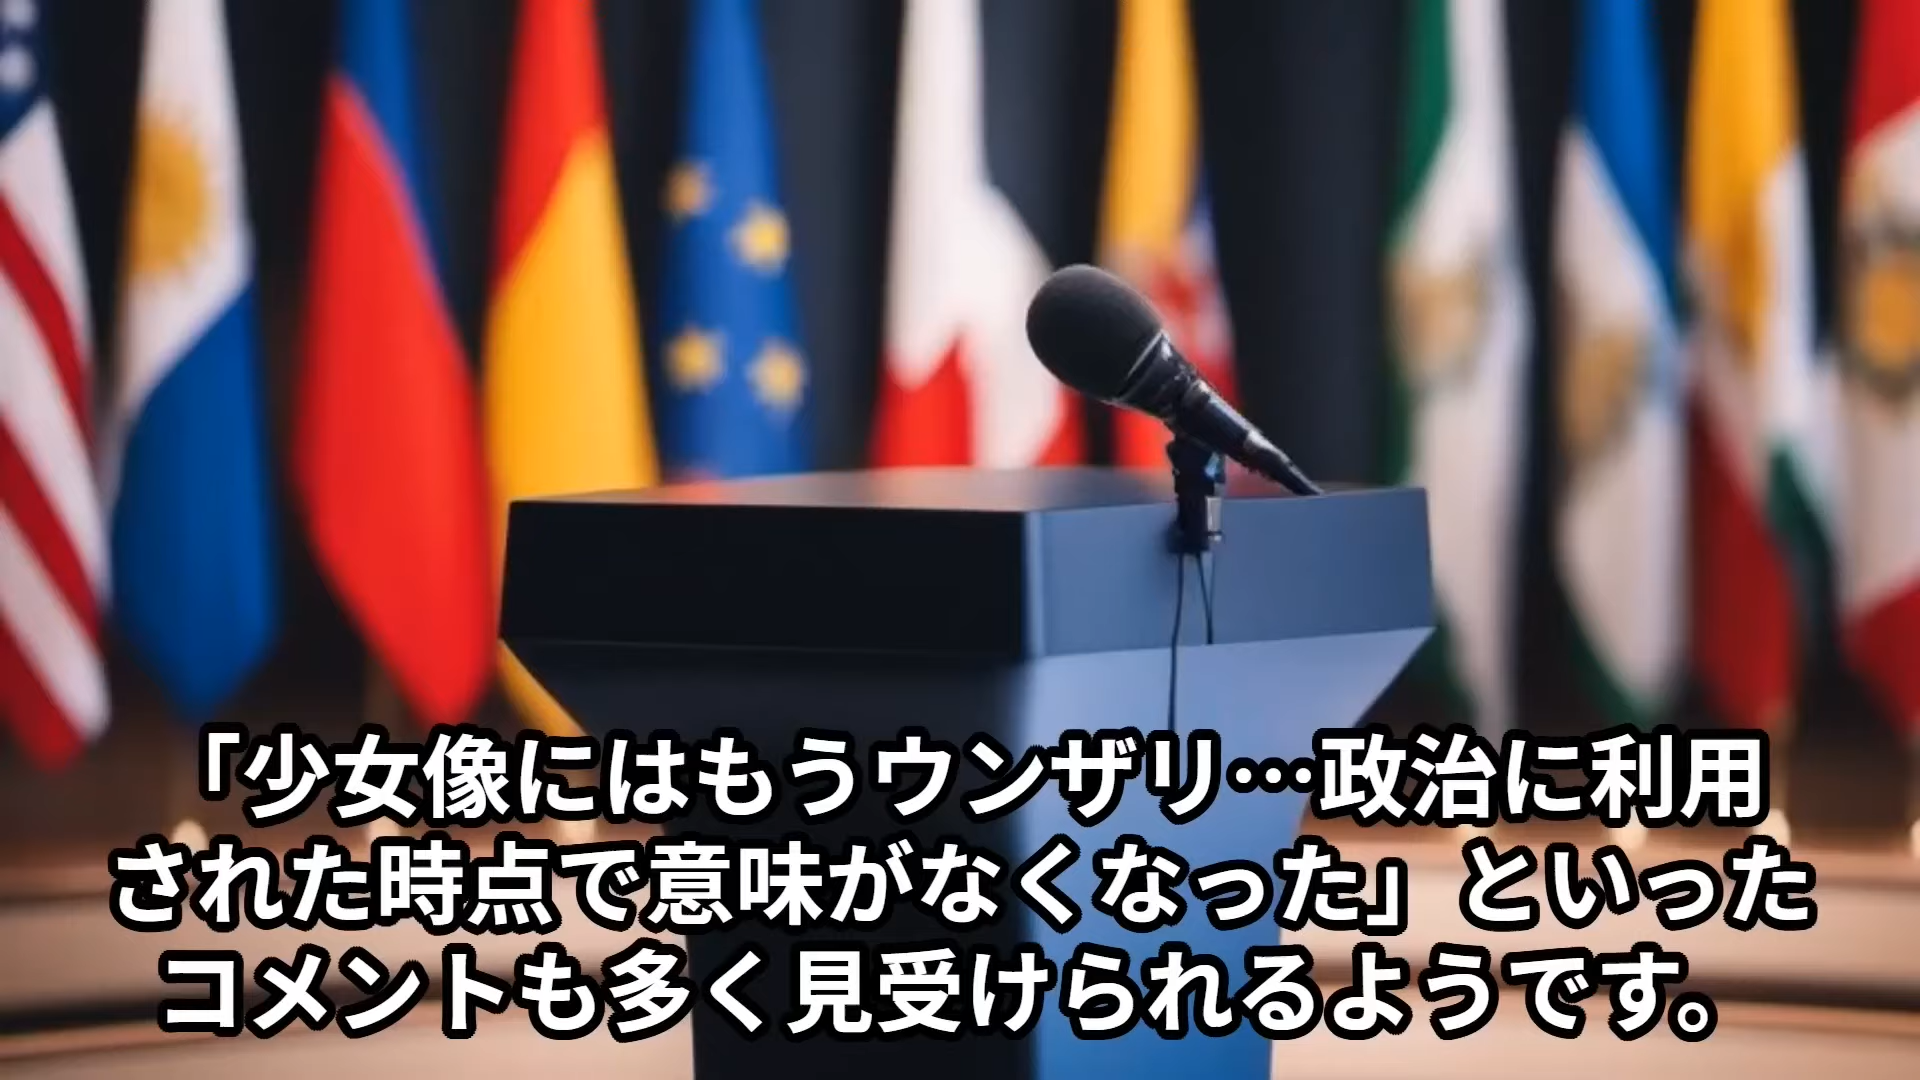 「少女像にはもうウンザリ…政治に利用
された時点で意味がなくなった」といった
コメントも多く見受けられるようです。